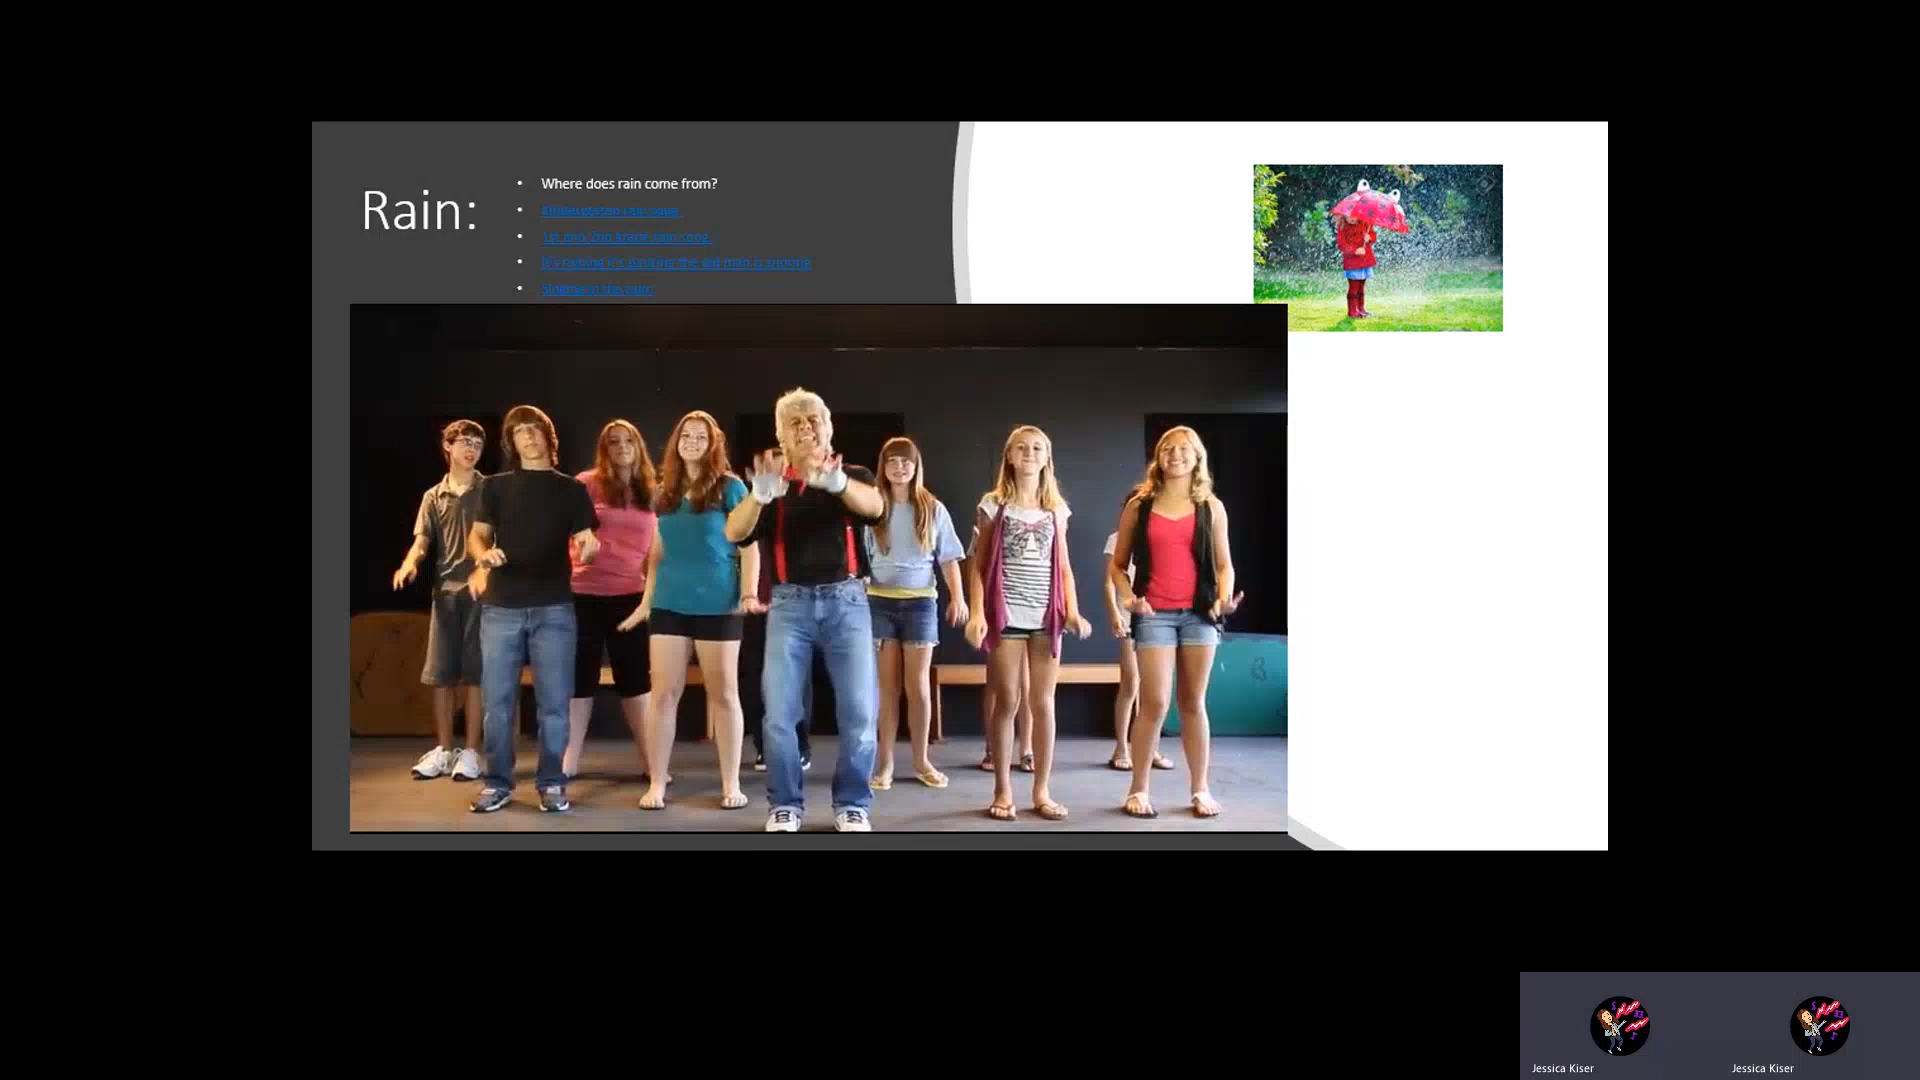 Rain:
Where does rain come from?
Kindergarten rain song
1st and 2nd grade rain song
It's raining it's pouring the old man is snoring
Singing in the rain
Jessica Kiser
Jessica Kiser